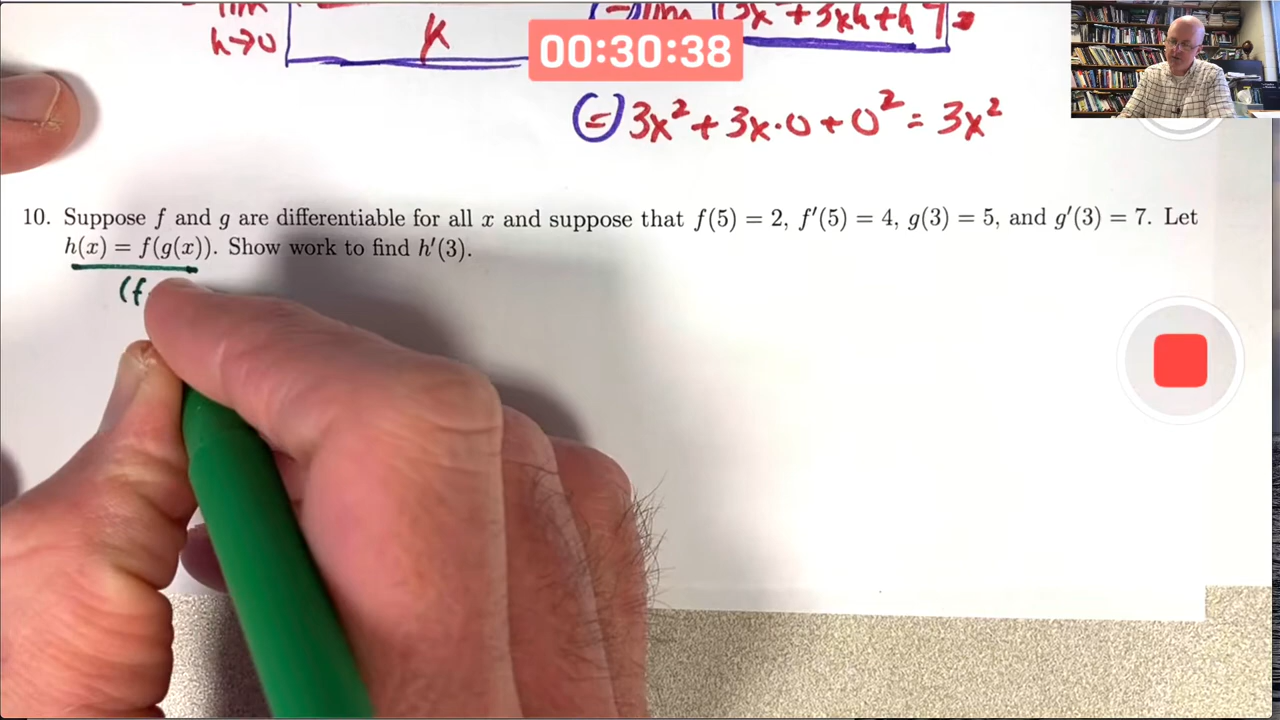 h→0
00:30:38
= 3x² + 3x·0 + 0² = 3x²
10. Suppose f and g are differentiable for all x and suppose that f(5) = 2, f′(5) = 4, g(3) = 5, and g′(3) = 7. Let
h(x) = f(g(x)). Show work to find h′(3).
(f